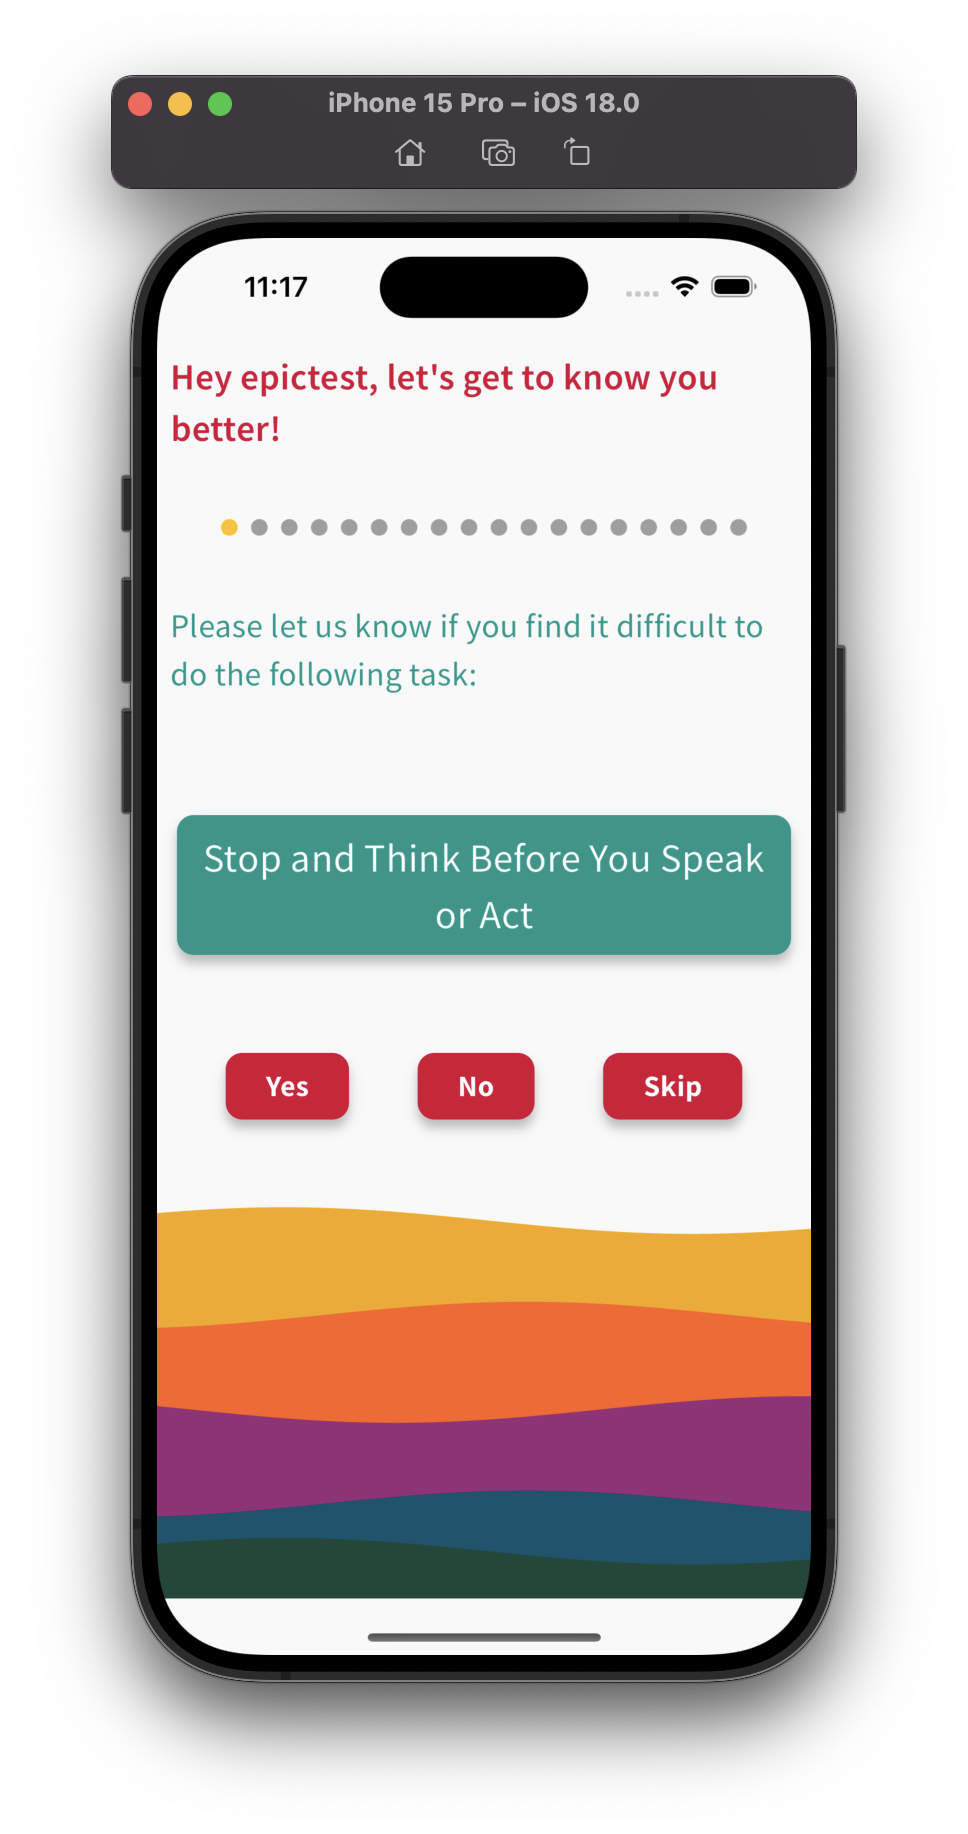 iPhone 15 Pro – iOS 18.0
11:17
Hey epictest, let's get to know you
better!
Please let us know if you find it difficult to
do the following task:
Stop and Think Before You Speak
or Act
Yes No Skip